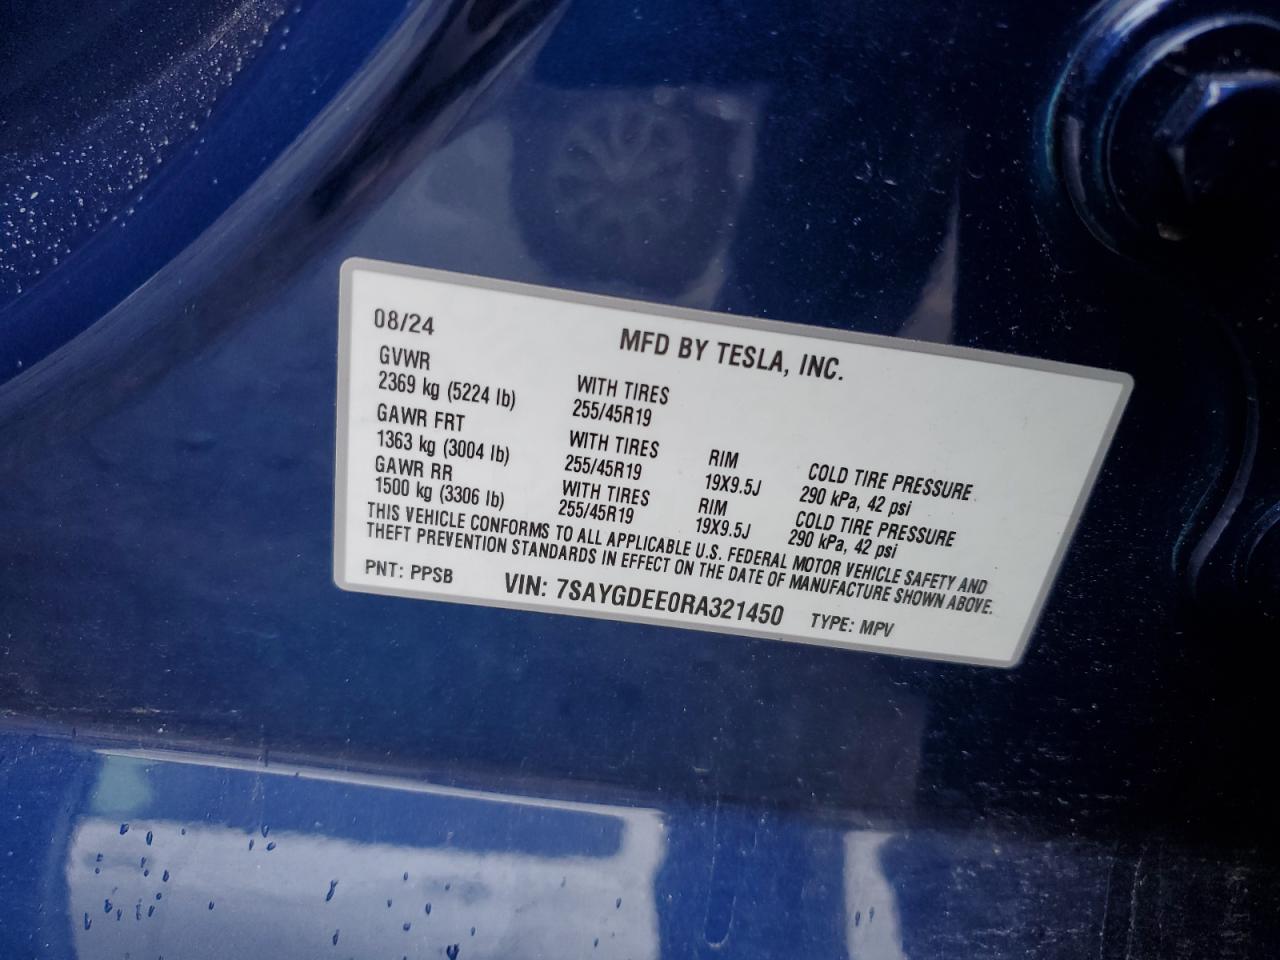 08/24
MFD BY TESLA, INC.
GVWR
2369 kg (5224 lb)
WITH TIRES
255/45R19
GAWR FRT
1363 kg (3004 lb)
WITH TIRES
255/45R19
RIM
19X9.5J
COLD TIRE PRESSURE
290 kPa, 42 psi
GAWR RR
1500 kg (3306 lb)
WITH TIRES
255/45R19
RIM
19X9.5J
COLD TIRE PRESSURE
290 kPa, 42 psi
THIS VEHICLE CONFORMS TO ALL APPLICABLE U.S. FEDERAL MOTOR VEHICLE SAFETY AND
THEFT PREVENTION STANDARDS IN EFFECT ON THE DATE OF MANUFACTURE SHOWN ABOVE.
PNT: PPSB VIN: 7SAYGDEE0RA321450 TYPE: MPV